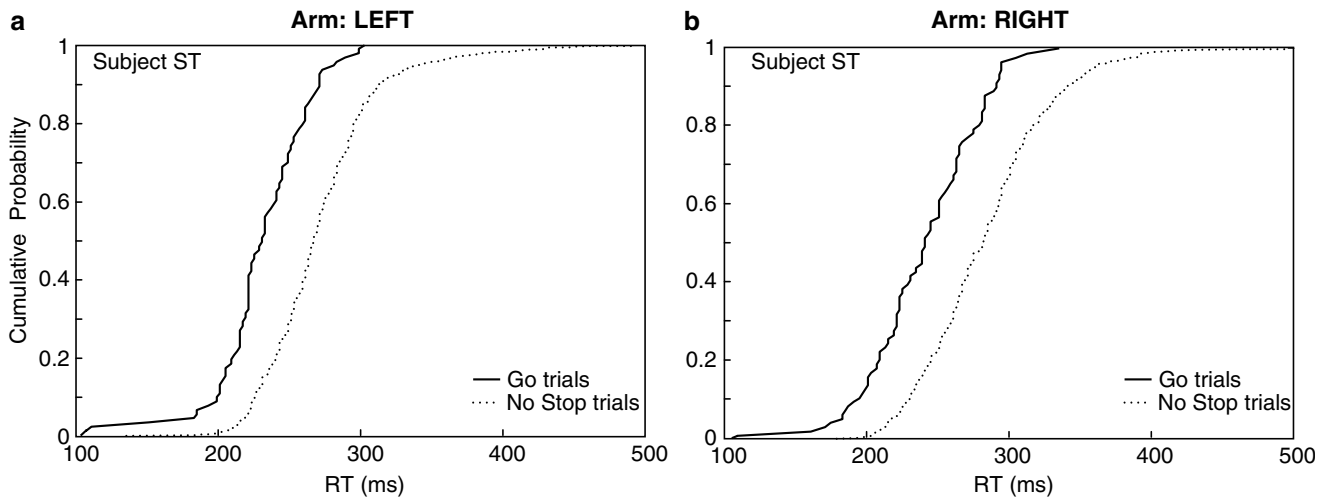 a
Arm: LEFT
Subject ST
Cumulative Probability
1
0.8
0.6
0.4
0.2
0
100
200
300
400
500
RT (ms)
Go trials
No Stop trials
b
Arm: RIGHT
Subject ST
1
0.8
0.6
0.4
0.2
0
100
200
300
400
500
RT (ms)
Go trials
No Stop trials